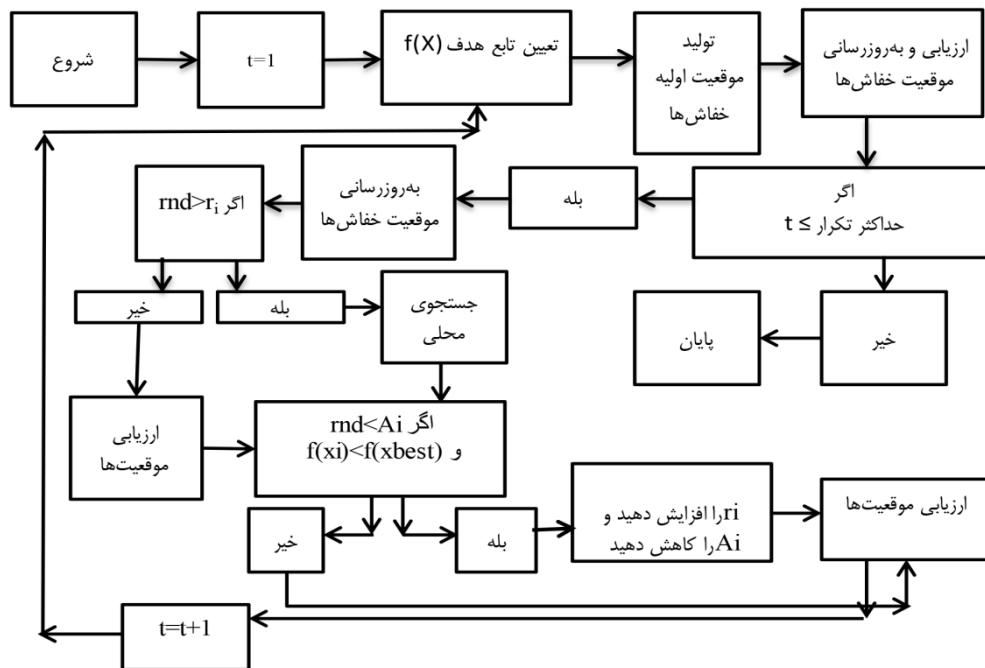 شروع
t=1
تعیین تابع هدف f(X)
تولید
موقعیت اولیه
خفاش‌ها
ارزیابی و به‌روزرسانی
موقعیت خفاش‌ها
اگر
حداکثر تکرار ≥ t
بله
به‌روزرسانی
موقعیت خفاش‌ها
اگر rnd>ri
خیر
بله
جستجوی
محلی
خیر
پایان
ارزیابی
موقعیت‌ها
اگر rnd<Ai
و f(xi)<f(xbest)
خیر
بله
ri را افزایش دهید و
Ai را کاهش دهید
ارزیابی موقعیت‌ها
t=t+1